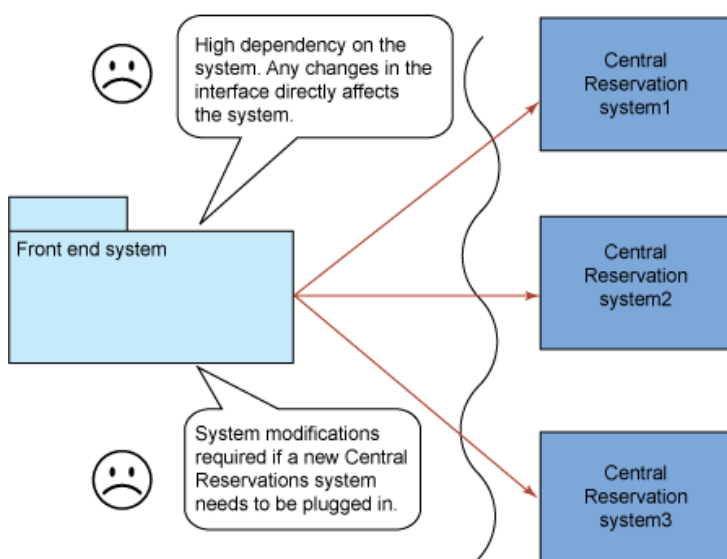 High dependency on the
system. Any changes in the
interface directly affects
the system.
Front end system
System modifications
required if a new Central
Reservations system
needs to be plugged in.
Central
Reservation
system1
Central
Reservation
system2
Central
Reservation
system3